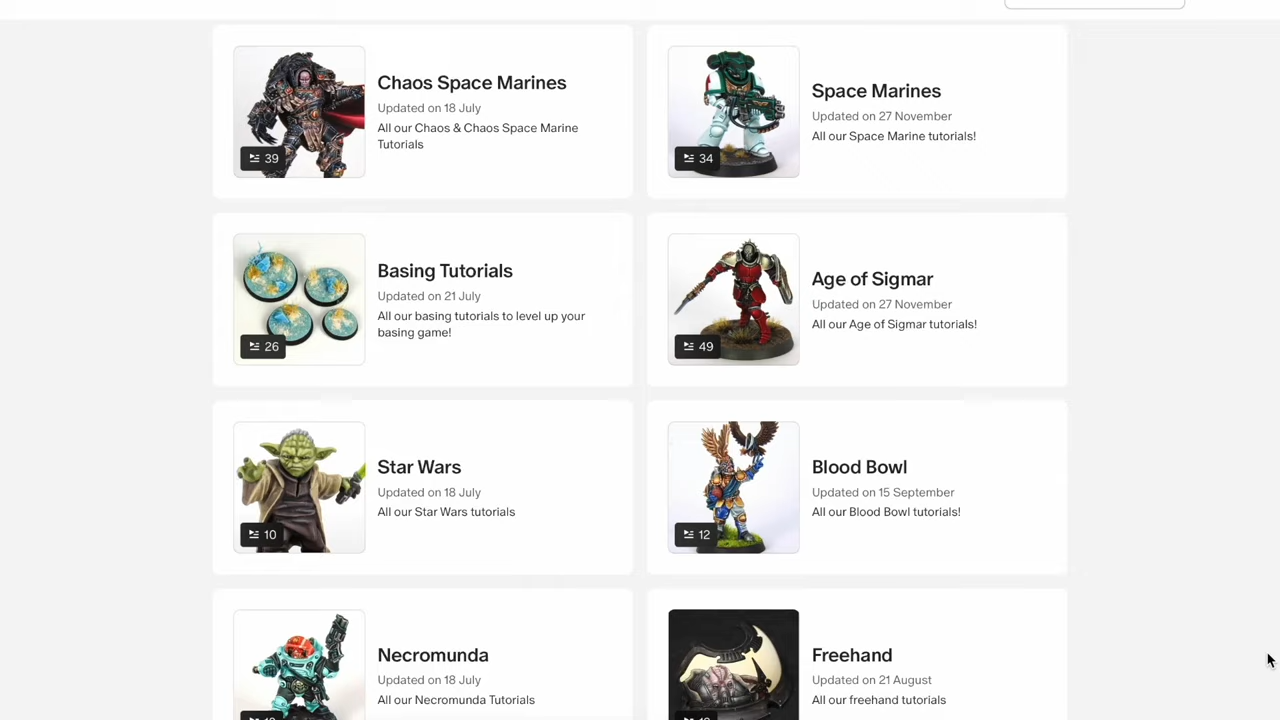 Chaos Space Marines
Updated on 18 July
All our Chaos & Chaos Space Marine
Tutorials
39
Space Marines
Updated on 27 November
All our Space Marine tutorials!
34
Basing Tutorials
Updated on 21 July
All our basing tutorials to level up your
basing game!
26
Age of Sigmar
Updated on 27 November
All our Age of Sigmar tutorials!
49
Star Wars
Updated on 18 July
All our Star Wars tutorials
10
Blood Bowl
Updated on 15 September
All our Blood Bowl tutorials!
12
Necromunda
Updated on 18 July
All our Necromunda Tutorials
Freehand
Updated on 21 August
All our freehand tutorials